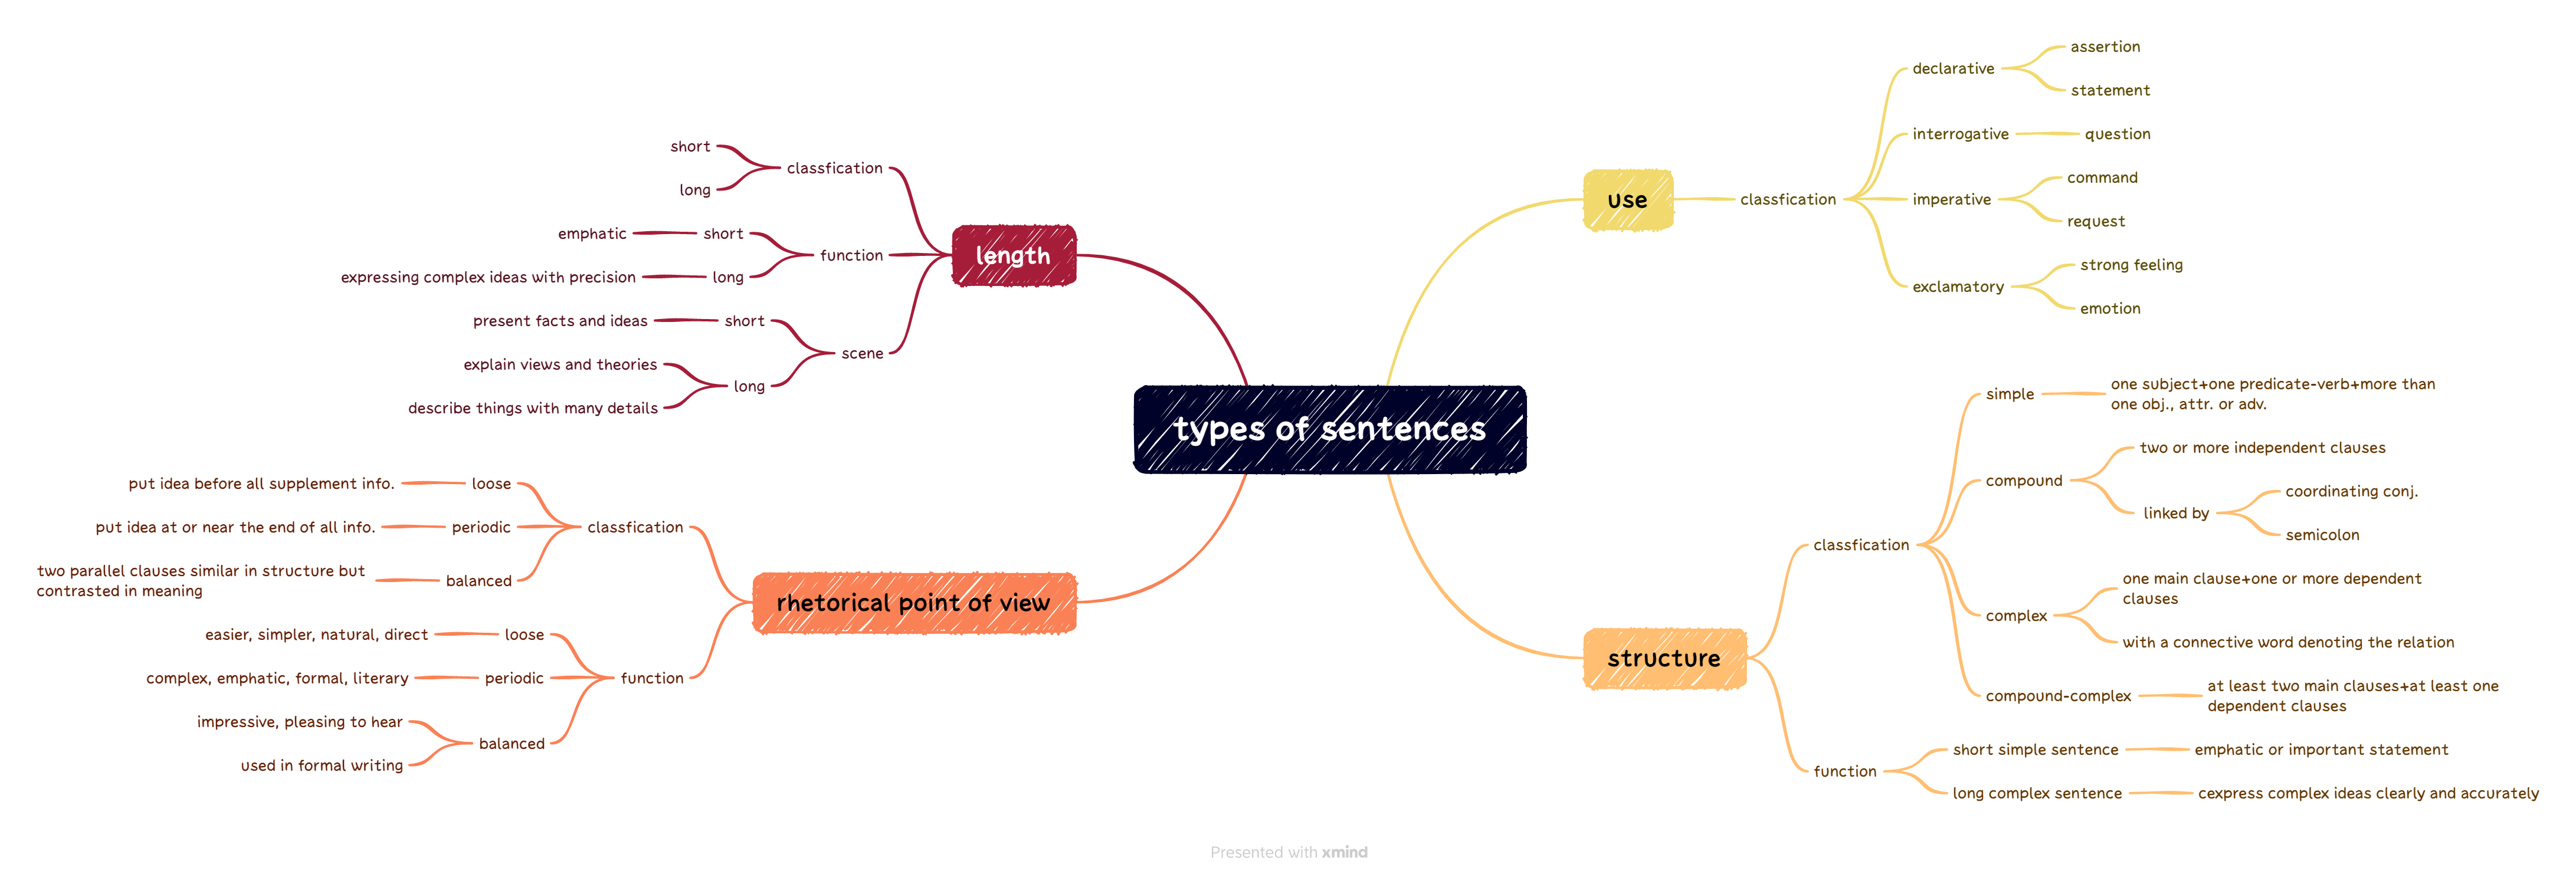 types of sentences
use
classfication
declarative
assertion
statement
interrogative
question
imperative
command
request
exclamatory
strong feeling
emotion
structure
classfication
simple
one subject+one predicate-verb+more than
one obj., attr. or adv.
compound
two or more independent clauses
linked by
coordinating conj.
semicolon
complex
one main clause+one or more dependent
clauses
with a connective word denoting the relation
compound-complex
at least two main clauses+at least one
dependent clauses
function
short simple sentence
emphatic or important statement
long complex sentence
cexpress complex ideas clearly and accurately
length
classfication
short
long
function
short
emphatic
long
expressing complex ideas with precision
scene
short
present facts and ideas
long
explain views and theories
describe things with many details
rhetorical point of view
classfication
loose
put idea before all supplement info.
periodic
put idea at or near the end of all info.
balanced
two parallel clauses similar in structure but
contrasted in meaning
function
loose
easier, simpler, natural, direct
periodic
complex, emphatic, formal, literary
balanced
impressive, pleasing to hear
used in formal writing
Presented with xmind